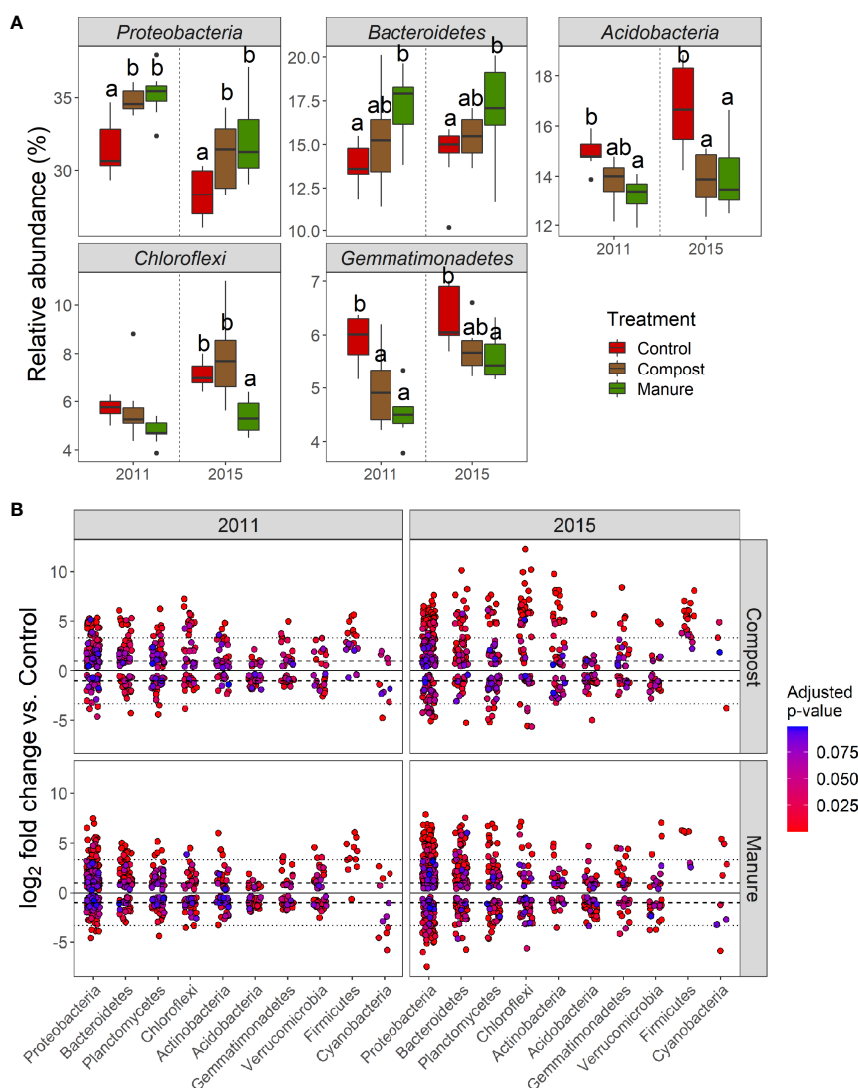 A
Proteobacteria
Bacteroidetes
Acidobacteria
Relative abundance (%)
35
30
a
b
b
a
b
b
20.0
17.5
15.0
12.5
10.0
a
ab
b
a
ab
b
18
16
14
12
b
ab
a
b
a
a
2011
2015
Chloroflexi
Gemmatimonadetes
10
8
6
4
b
b
a
2011
2015
7
6
5
4
b
a
a
b
ab
a
2011
2015
Treatment
Control
Compost
Manure
B
2011
2015
log2 fold change vs. Control
10
5
0
-5
Compost
10
5
0
-5
Manure
Adjusted
p-value
0.075
0.050
0.025
Proteobacteria
Bacteroidetes
Planctomycetes
Chloroflexi
Actinobacteria
Acidobacteria
Gemmatimonadetes
Verrucomicrobia
Firmicutes
Cyanobacteria
Proteobacteria
Bacteroidetes
Planctomycetes
Chloroflexi
Actinobacteria
Acidobacteria
Gemmatimonadetes
Verrucomicrobia
Firmicutes
Cyanobacteria